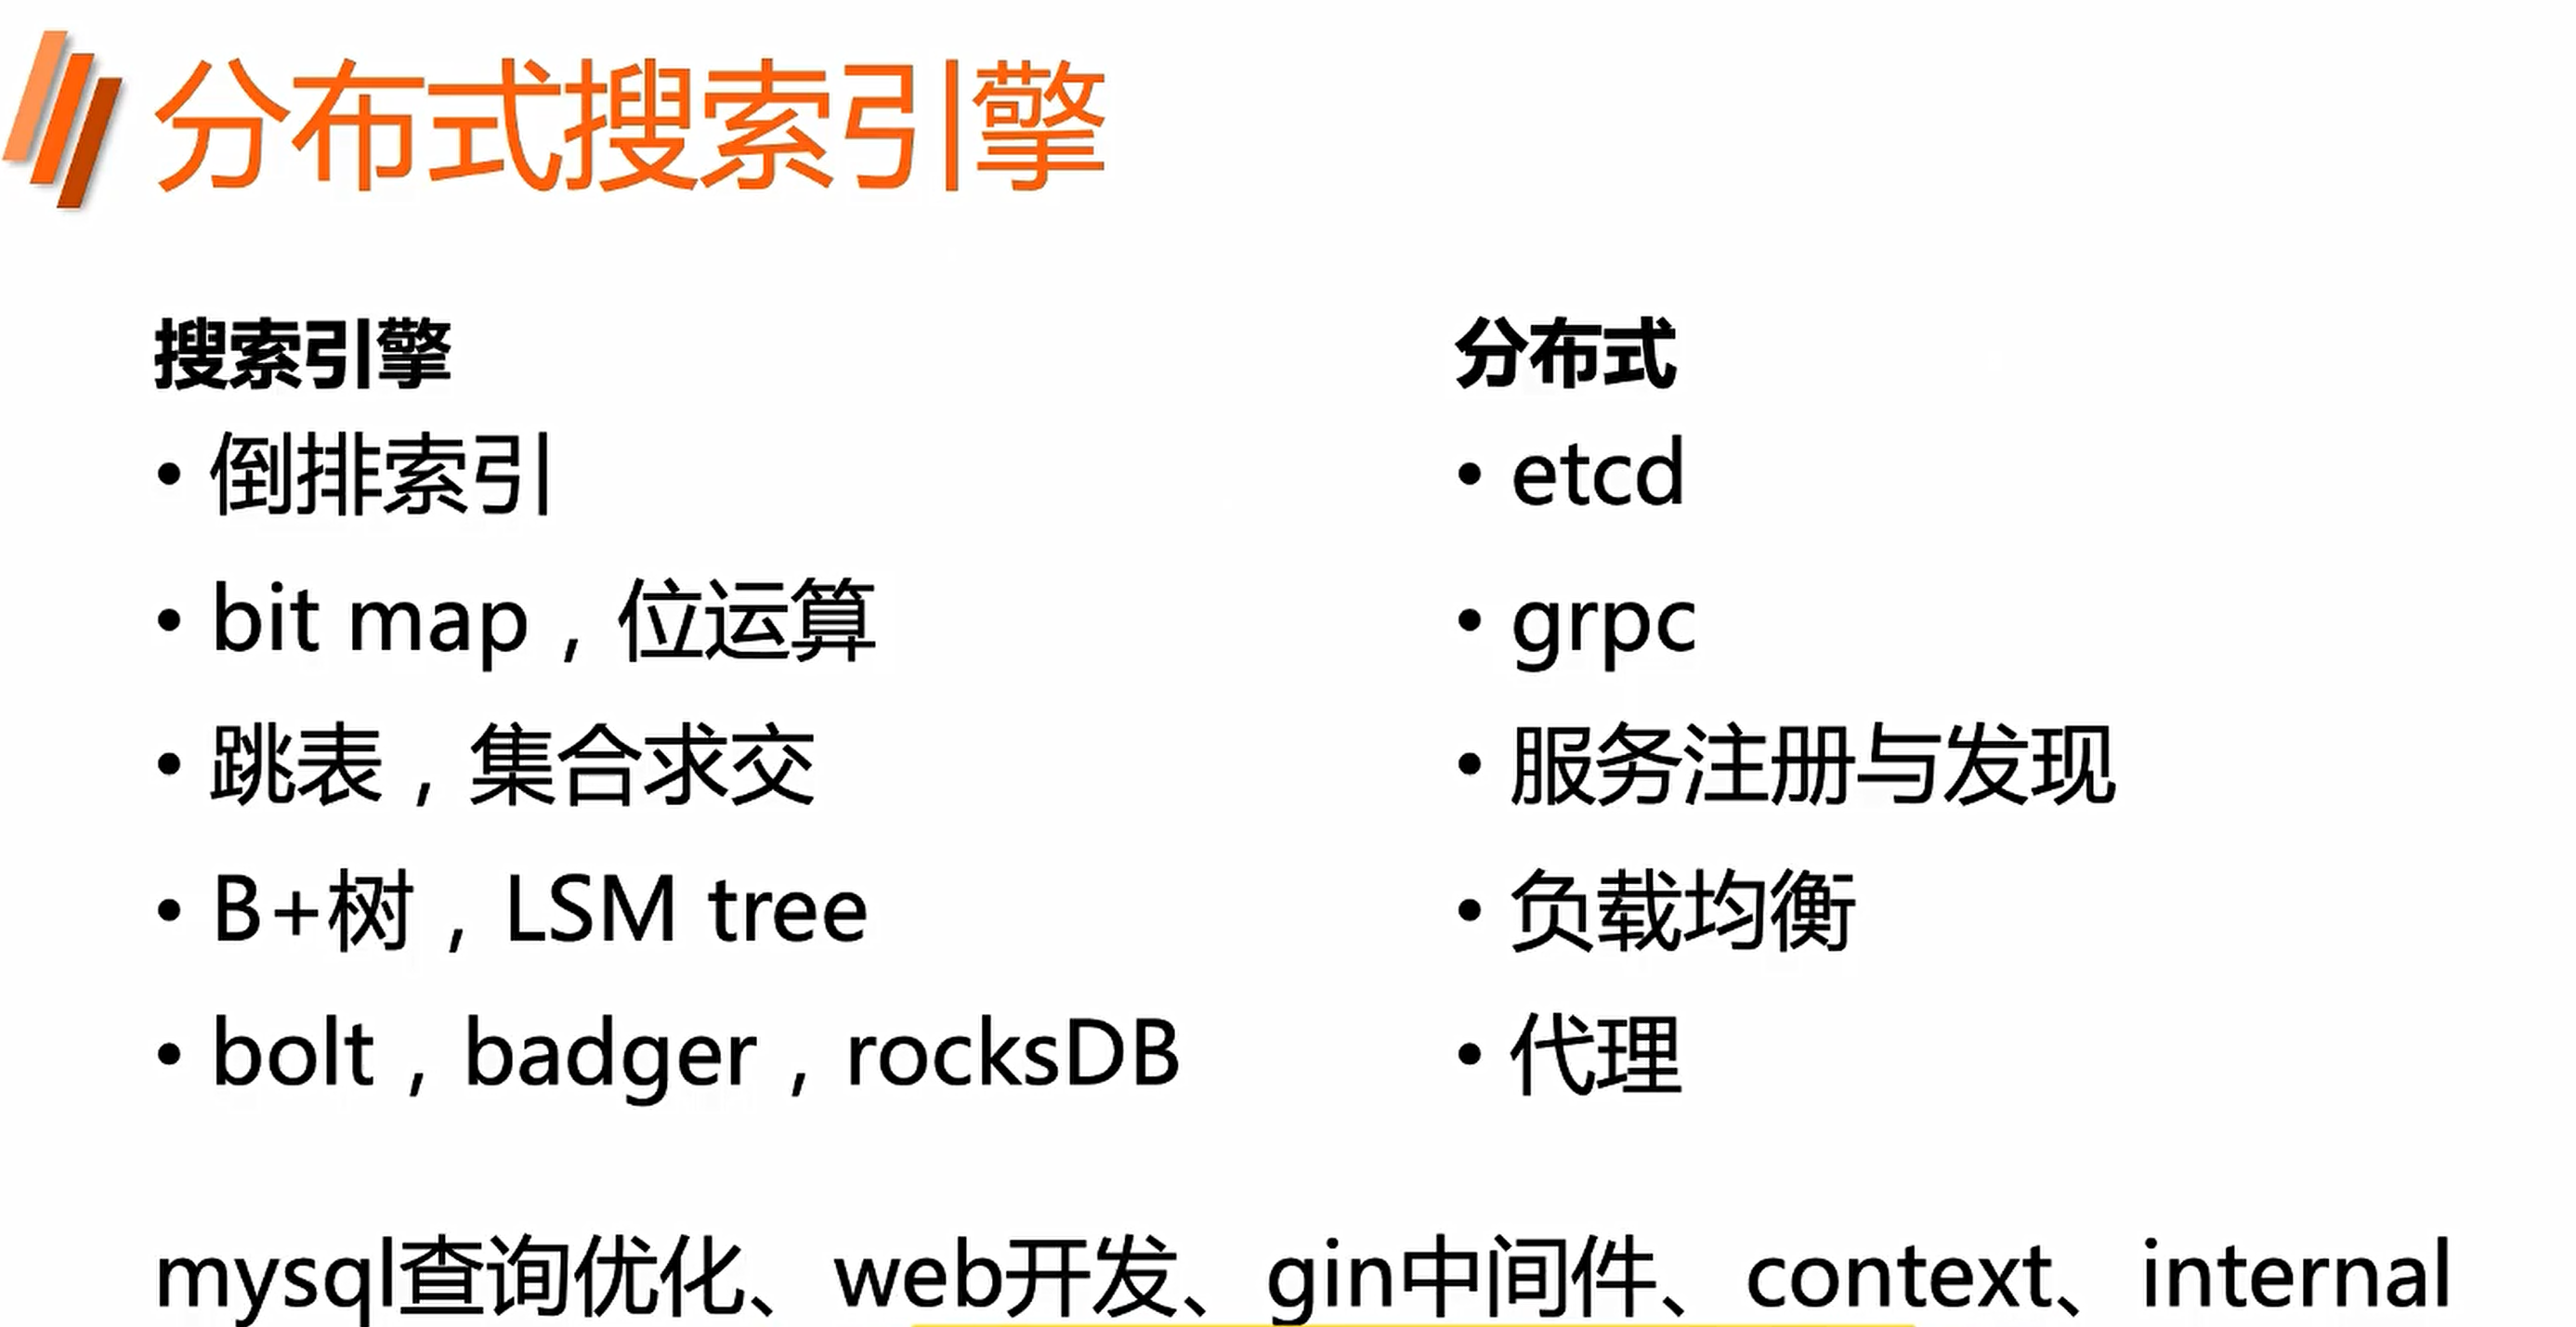 分布式搜索引擎
搜索引擎
• 倒排索引
• bit map，位运算
• 跳表，集合求交
• B+树，LSM tree
• bolt，badger，rocksDB
分布式
• etcd
• grpc
• 服务注册与发现
• 负载均衡
• 代理
mysql查询优化、web开发、gin中间件、context、internal